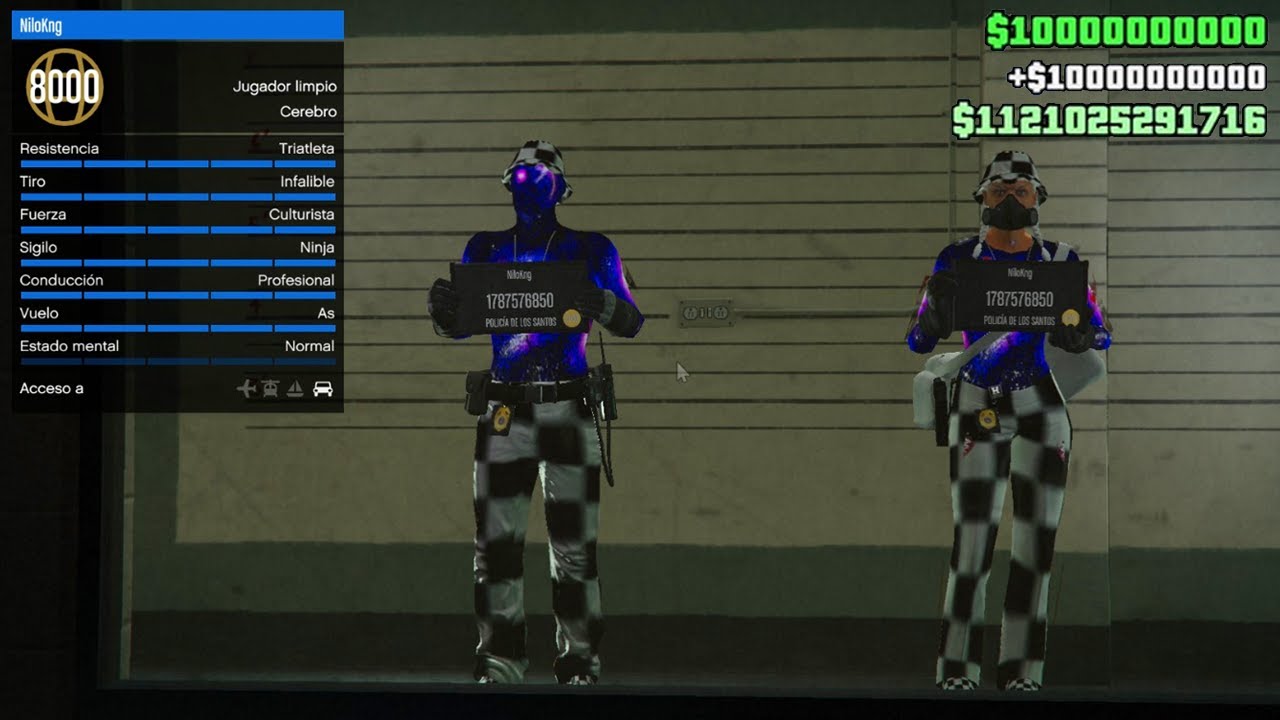 NiloKng
8000
Jugador limpio
Cerebro
Resistencia Triatleta
Tiro Infalible
Fuerza Culturista
Sigilo Ninja
Conducción Profesional
Vuelo As
Estado mental Normal
Acceso a
$10000000000
+$10000000000
$1121025291716
NiloKng
1787576850
POLICÍA DE LOS SANTOS
NiloKng
1787576850
POLICÍA DE LOS SANTOS